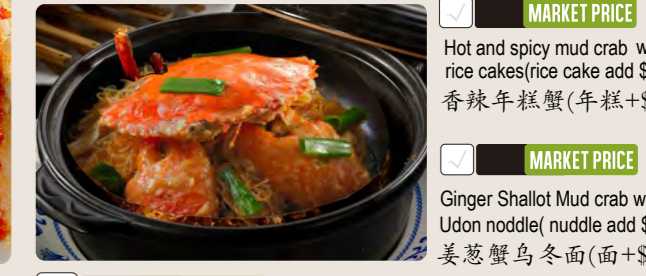 MARKET PRICE
Hot and spicy mud crab
rice cakes(rice cake add $
香辣年糕蟹(年糕+$
MARKET PRICE
Ginger Shallot Mud crab
Udon noddle( nuddle add $
姜葱蟹乌冬面(面+$